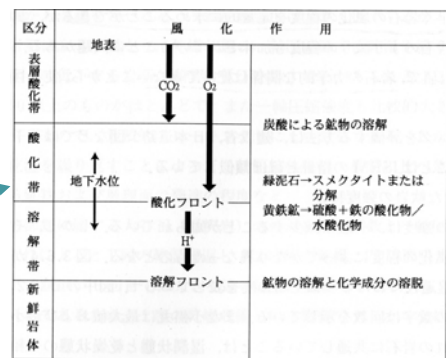 区分
風化作用
地表
表層酸化帯
CO₂
O₂
炭酸による鉱物の溶解
酸化帯
地下水位
緑泥石→スメクタイトまたは
分解
酸化フロント
黄鉄鉱→硫酸＋鉄の酸化物／
水酸化物
溶解帯
H⁺
溶解フロント
鉱物の溶解と化学成分の溶脱
新鮮岩体